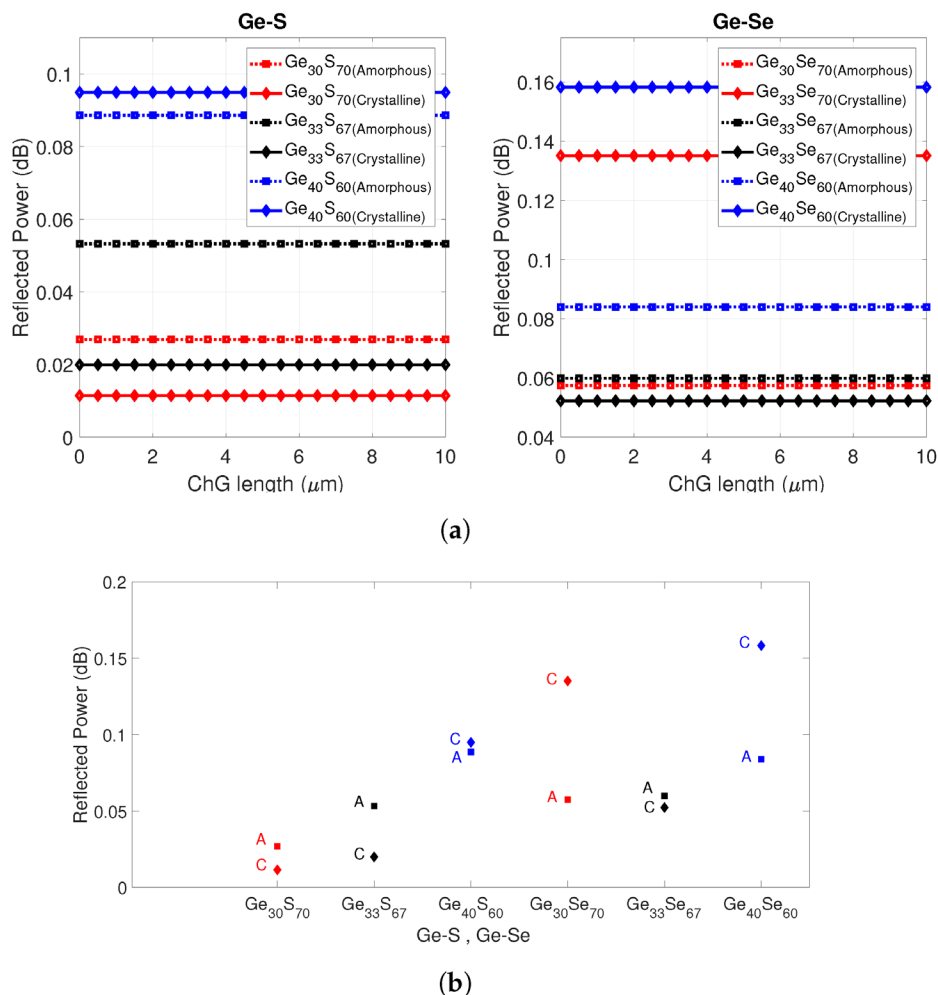 Ge-S
Reflected Power (dB)
0.1
0.08
0.06
0.04
0.02
0
Ge30S70(Amorphous)
Ge30S70(Crystalline)
Ge33S67(Amorphous)
Ge33S67(Crystalline)
Ge40S60(Amorphous)
Ge40S60(Crystalline)
0 2 4 6 8 10
ChG length (μm)
Ge-Se
Reflected Power (dB)
0.16
0.14
0.12
0.1
0.08
0.06
0.04
Ge30Se70(Amorphous)
Ge33Se70(Crystalline)
Ge33Se67(Amorphous)
Ge33Se67(Crystalline)
Ge40Se60(Amorphous)
Ge40Se60(Crystalline)
0 2 4 6 8 10
ChG length (μm)
(a)
Reflected Power (dB)
0.2
0.15
0.1
0.05
0
A
C
A
C
C
A
C
A
A
C
C
A
Ge30S70 Ge33S67 Ge40S60 Ge30Se70 Ge33Se67 Ge40Se60
Ge-S , Ge-Se
(b)